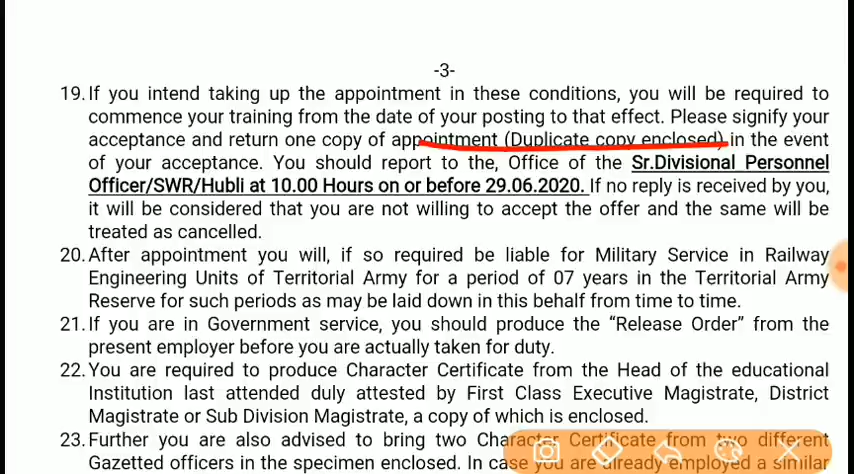 -3-
19. If you intend taking up the appointment in these conditions, you will be required to
commence your training from the date of your posting to that effect. Please signify your
acceptance and return one copy of appointment (Duplicate copy enclosed) in the event
of your acceptance. You should report to the, Office of the Sr.Divisional Personnel
Officer/SWR/Hubli at 10.00 Hours on or before 29.06.2020. If no reply is received by you,
it will be considered that you are not willing to accept the offer and the same will be
treated as cancelled.
20. After appointment you will, if so required be liable for Military Service in Railway
Engineering Units of Territorial Army for a period of 07 years in the Territorial Army
Reserve for such periods as may be laid down in this behalf from time to time.
21. If you are in Government service, you should produce the “Release Order” from the
present employer before you are actually taken for duty.
22. You are required to produce Character Certificate from the Head of the educational
Institution last attended duly attested by First Class Executive Magistrate, District
Magistrate or Sub Division Magistrate, a copy of which is enclosed.
23. Further you are also advised to bring two Character Certificate from two different
Gazetted officers in the specimen enclosed. In case you are already employed a similar